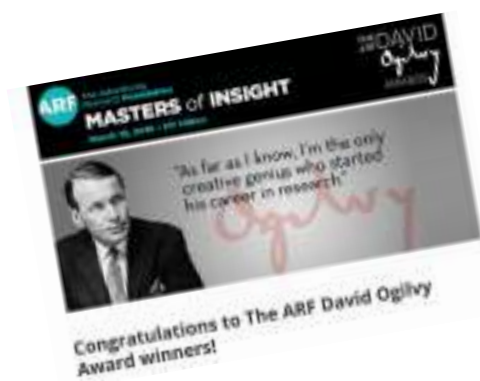 ARF
MASTERS of INSIGHT
DAVID
Ogilvy
"As far as I know, I'm the only
creative genius who started
his career in research"
Ogilvy
Congratulations to The ARF David Ogilvy
Award winners!